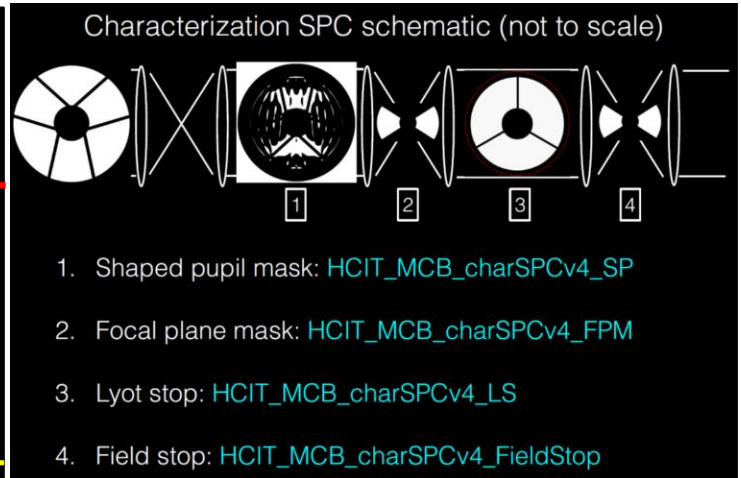 Characterization SPC schematic (not to scale)
1 2 3 4
1. Shaped pupil mask: HCIT_MCB_charSPCv4_SP
2. Focal plane mask: HCIT_MCB_charSPCv4_FPM
3. Lyot stop: HCIT_MCB_charSPCv4_LS
4. Field stop: HCIT_MCB_charSPCv4_FieldStop